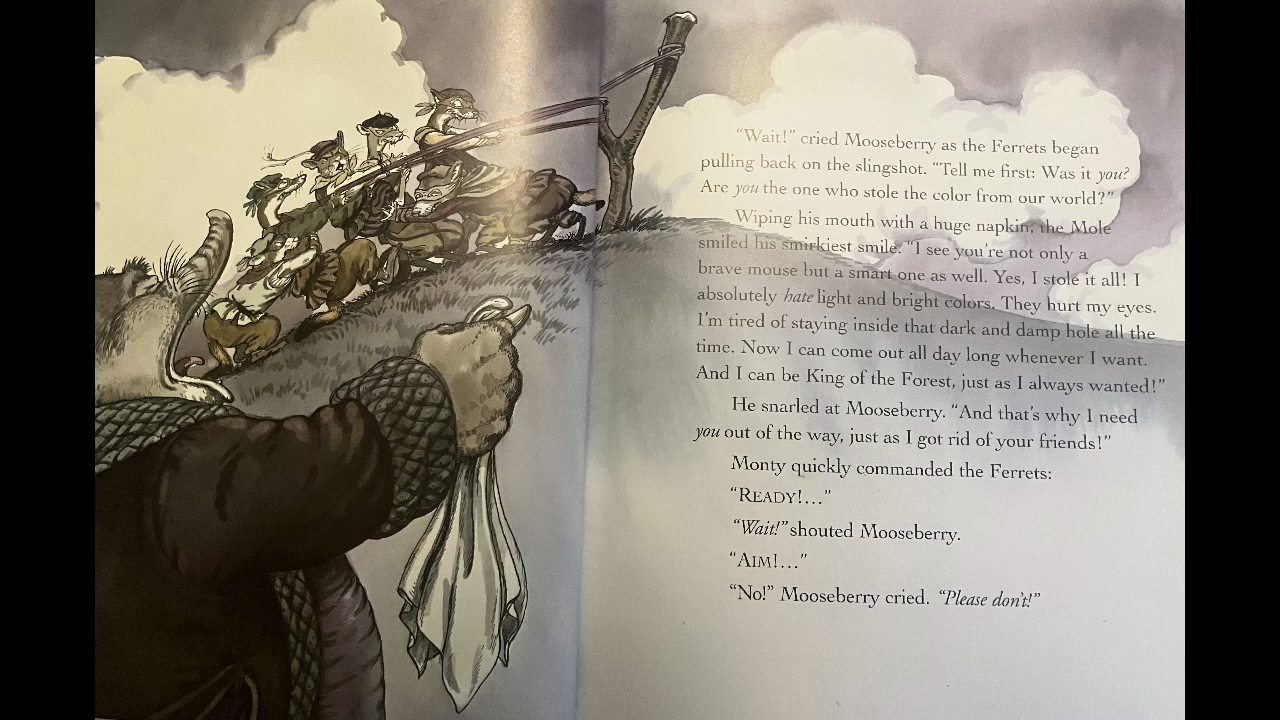 “Wait!” cried Mooseberry as the Ferrets began
pulling back on the slingshot. “Tell me first: Was it you?
Are you the one who stole the color from our world?”
Wiping his mouth with a huge napkin, the Mole
smiled his smirkiest smile. “I see you’re not only a
brave mouse but a smart one as well. Yes, I stole it all! I
absolutely hate light and bright colors. They hurt my eyes.
I’m tired of staying inside that dark and damp hole all the
time. Now I can come out all day long whenever I want.
And I can be King of the Forest, just as I always wanted!”
He snarled at Mooseberry. “And that’s why I need
you out of the way, just as I got rid of your friends!”
Monty quickly commanded the Ferrets:
“READY!...”
“Wait!” shouted Mooseberry.
“AIM!...”
“No!” Mooseberry cried. “Please don’t!”